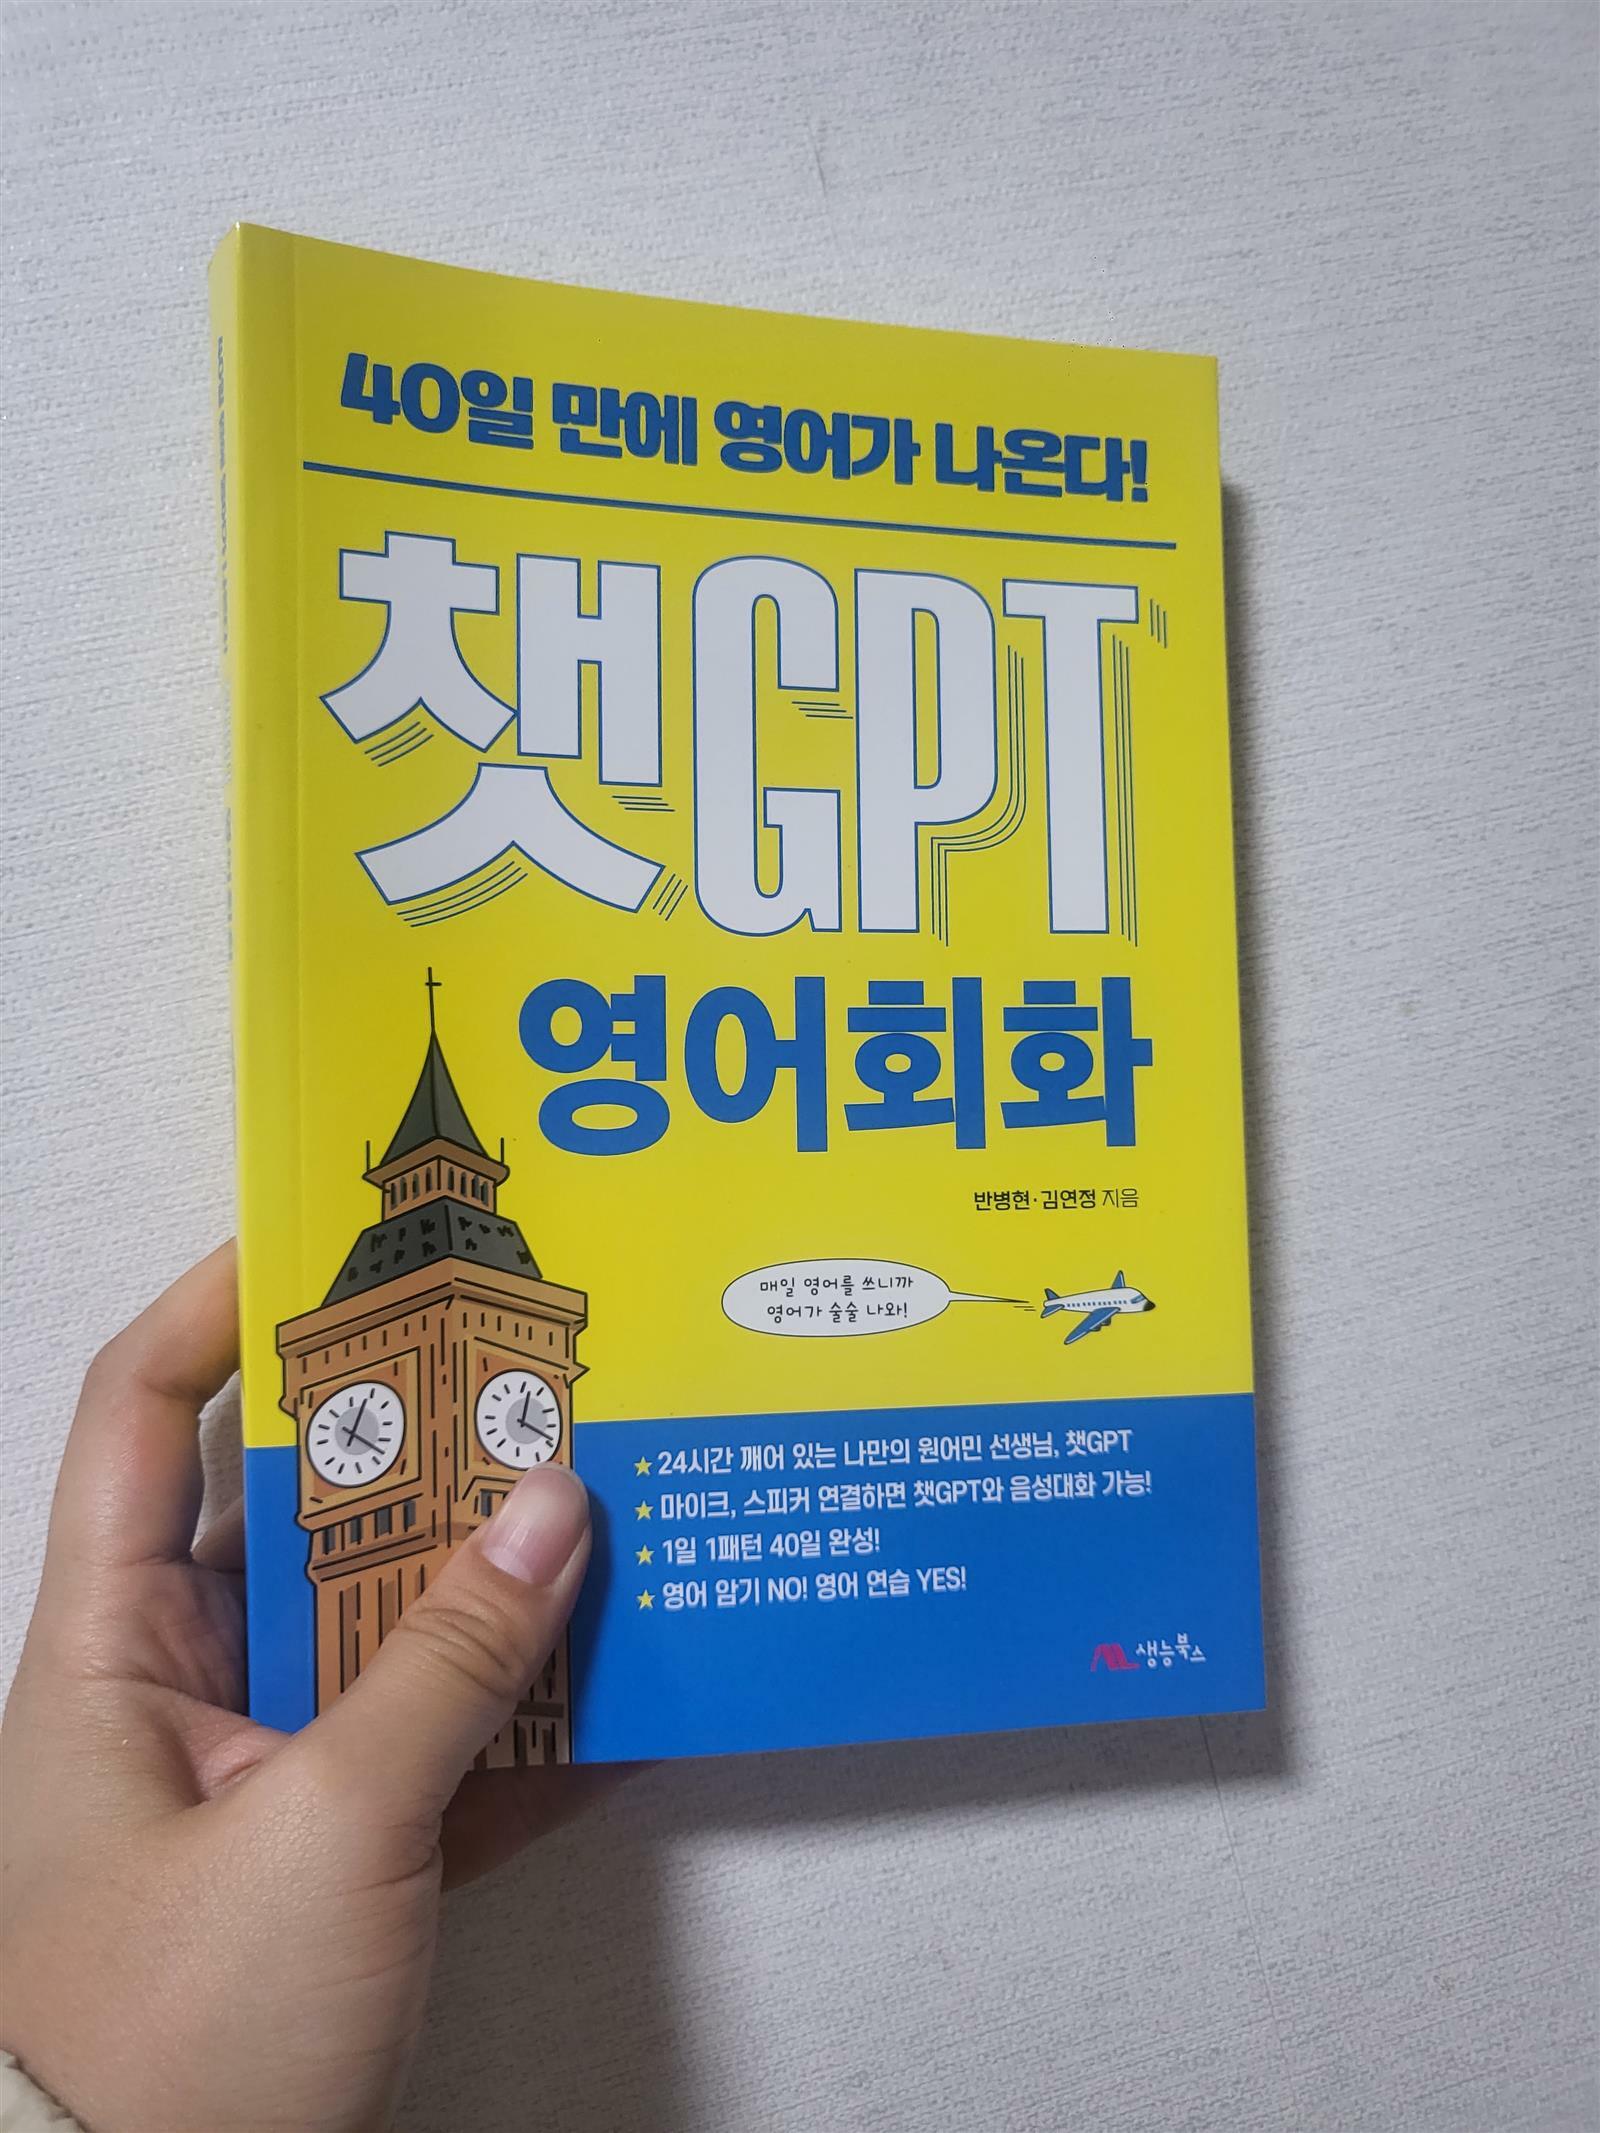 40일 만에 영어가 나온다!
챗GPT
영어회화
반병현·김연정 지음
매일 영어를 쓰니까
영어가 술술 나와!
★ 24시간 깨어 있는 나만의 원어민 선생님, 챗GPT
★ 마이크, 스피커 연결하면 챗GPT와 음성대화 가능!
★ 1일 1패턴 40일 완성!
★ 영어 암기 NO! 영어 연습 YES!
생능북스